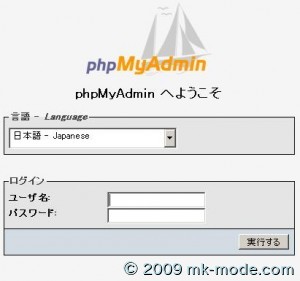 phpMyAdmin
phpMyAdmin へようこそ
言語 - Language
日本語 - Japanese
ログイン
ユーザ名:
パスワード:
実行する
© 2009 mk-mode.com